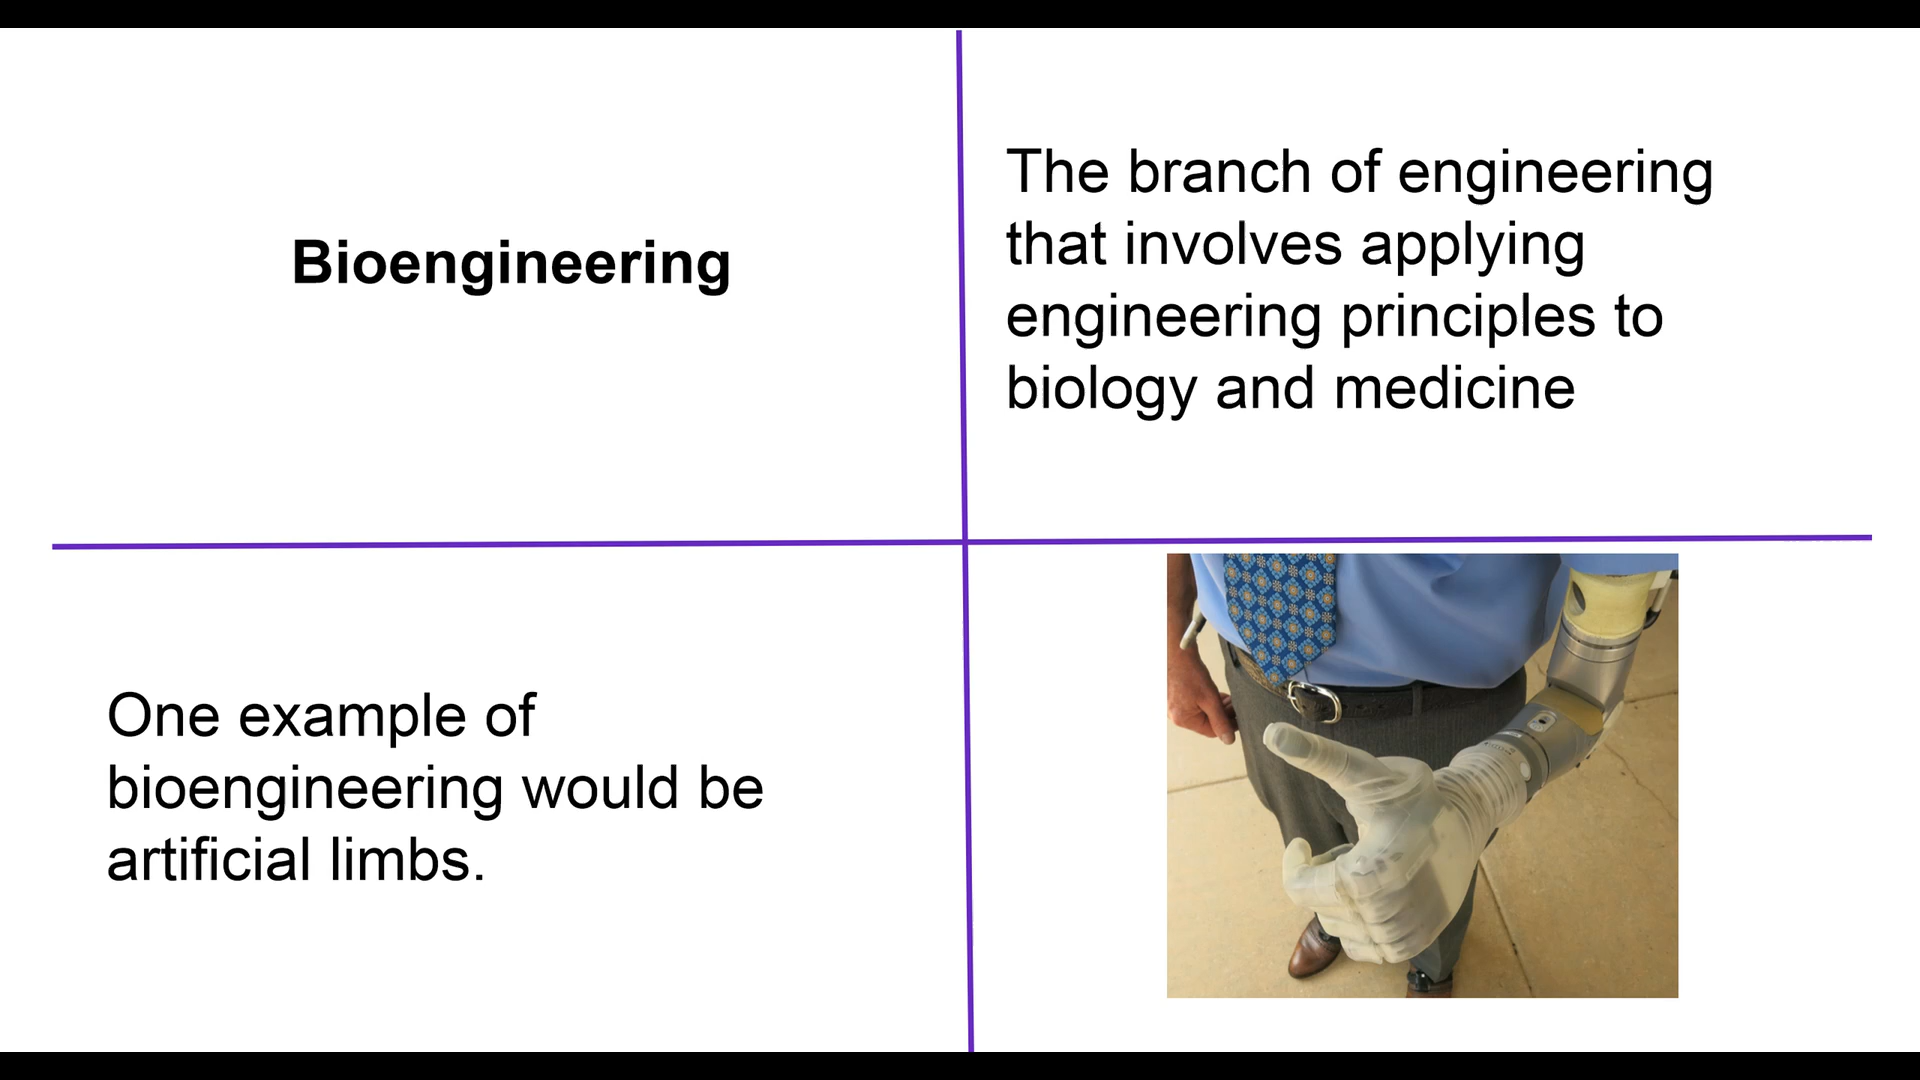 Bioengineering
The branch of engineering
that involves applying
engineering principles to
biology and medicine
One example of
bioengineering would be
artificial limbs.